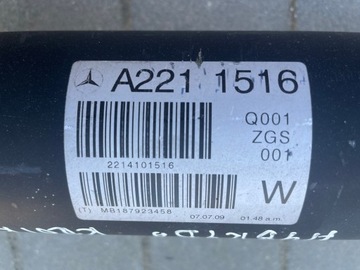 A221 1516
Q001
ZGS
001
2214101516
W
(T) MB187923458 07.07.09 01.48 a.m.